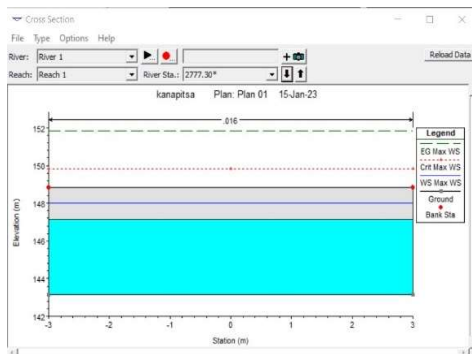 Cross Section
File Type Options Help
River: River 1
Reload Data
Reach: Reach 1 River Sta.: 2777.30*
kanapitsa Plan: Plan 01 15-Jan-23
.016
Legend
EG Max WS
Crit Max WS
WS Max WS
Ground
Bank Sta
Elevation (m)
152
150
148
146
144
142
-3 -2 -1 0 1 2 3
Station (m)